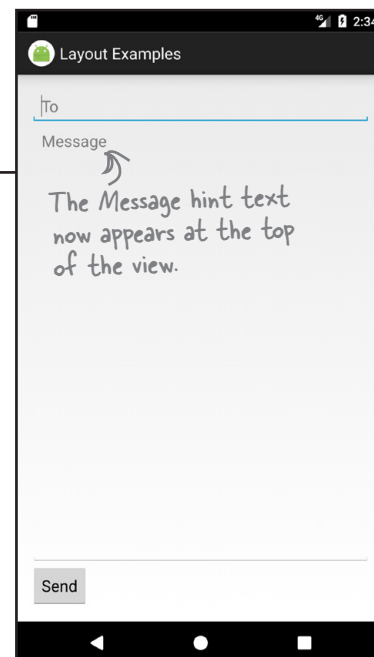 4G 2:34
Layout Examples
To
Message
The Message hint text
now appears at the top
of the view.
Send